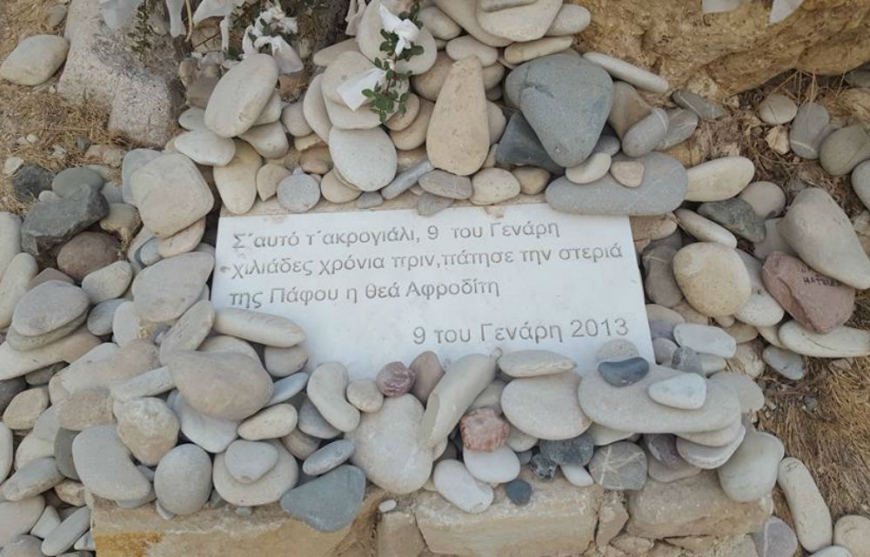 Σ΄αυτό τ΄ακρογιάλι, 9 του Γενάρη
χιλιάδες χρόνια πριν,πάτησε την στεριά
της Πάφου η θεά Αφροδίτη
9 του Γενάρη 2013